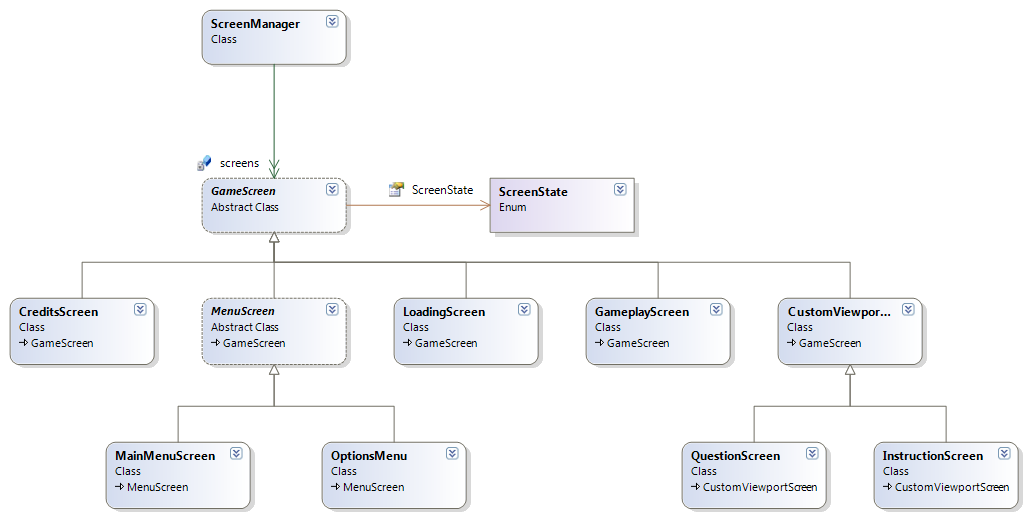 ScreenManager
Class
screens
GameScreen
Abstract Class
ScreenState
ScreenState
Enum
CreditsScreen
Class
GameScreen
MenuScreen
Abstract Class
GameScreen
LoadingScreen
Class
GameScreen
GameplayScreen
Class
GameScreen
CustomViewpor...
Class
GameScreen
MainMenuScreen
Class
MenuScreen
OptionsMenu
Class
MenuScreen
QuestionScreen
Class
CustomViewportScreen
InstructionScreen
Class
CustomViewportScreen